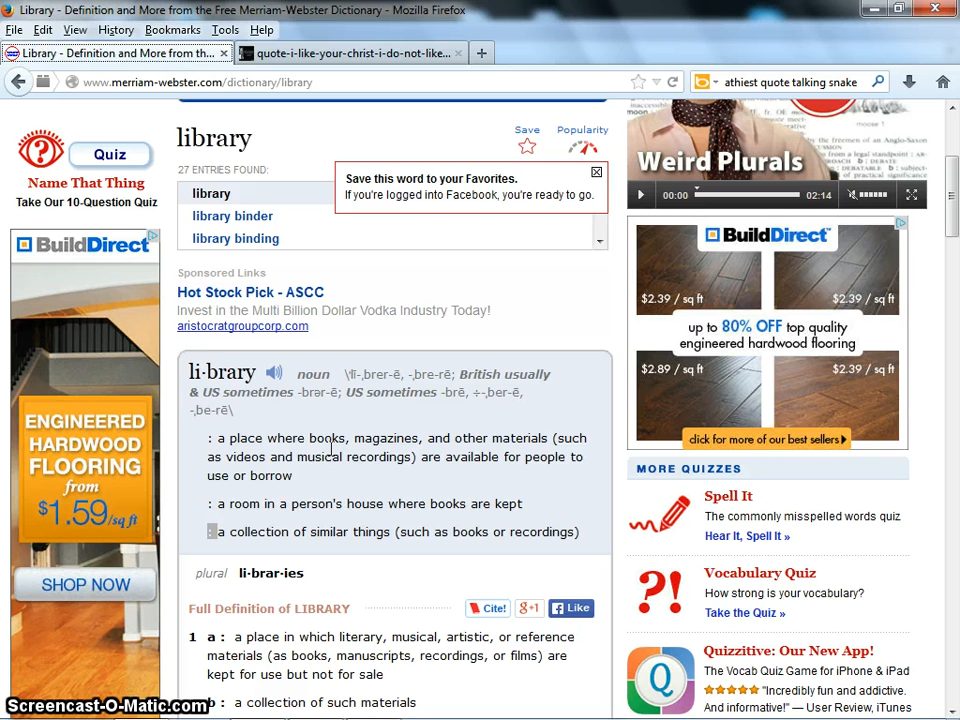 Library - Definition and More from the Free Merriam-Webster Dictionary - Mozilla Firefox
File Edit View History Bookmarks Tools Help
Library - Definition and More from th... ×
quote-i-like-your-christ-i-do-not-like... ×
www.merriam-webster.com/dictionary/library
athiest quote talking snake
Quiz
Name That Thing
Take Our 10-Question Quiz
BuildDirect
ENGINEERED
HARDWOOD
FLOORING
from
$1.59/sq ft
SHOP NOW
Screencast-O-Matic.com
library
Save Popularity
27 ENTRIES FOUND:
library
library binder
library binding
Save this word to your Favorites.
If you're logged into Facebook, you're ready to go.
Sponsored Links
Hot Stock Pick - ASCC
Invest in the Multi Billion Dollar Vodka Industry Today!
aristocratgroupcorp.com
li·brary noun \ˈlī-ˌbrer-ē, -ˌbre-rē; British usually
& US sometimes -brər-ē; US sometimes -brē, ÷-ˌber-ē,
-ˌbe-rē\
: a place where books, magazines, and other materials (such
as videos and musical recordings) are available for people to
use or borrow
: a room in a person's house where books are kept
: a collection of similar things (such as books or recordings)
plural li·brar·ies
Full Definition of LIBRARY
Cite! +1 Like
1 a : a place in which literary, musical, artistic, or reference
materials (as books, manuscripts, recordings, or films) are
kept for use but not for sale
b : a collection of such materials
Weird Plurals
00:00 02:14
BuildDirect™
$2.39 / sq ft $2.39 / sq ft
up to 80% OFF top quality
engineered hardwood flooring
$2.89 / sq ft $2.39 / sq ft
click for more of our best sellers
MORE QUIZZES
Spell It
The commonly misspelled words quiz
Hear It, Spell It »
Vocabulary Quiz
How strong is your vocabulary?
Take the Quiz »
Quizzitive: Our New App!
The Vocab Quiz Game for iPhone & iPad
"Incredibly fun and addictive.
And informative!" — User Review, iTunes